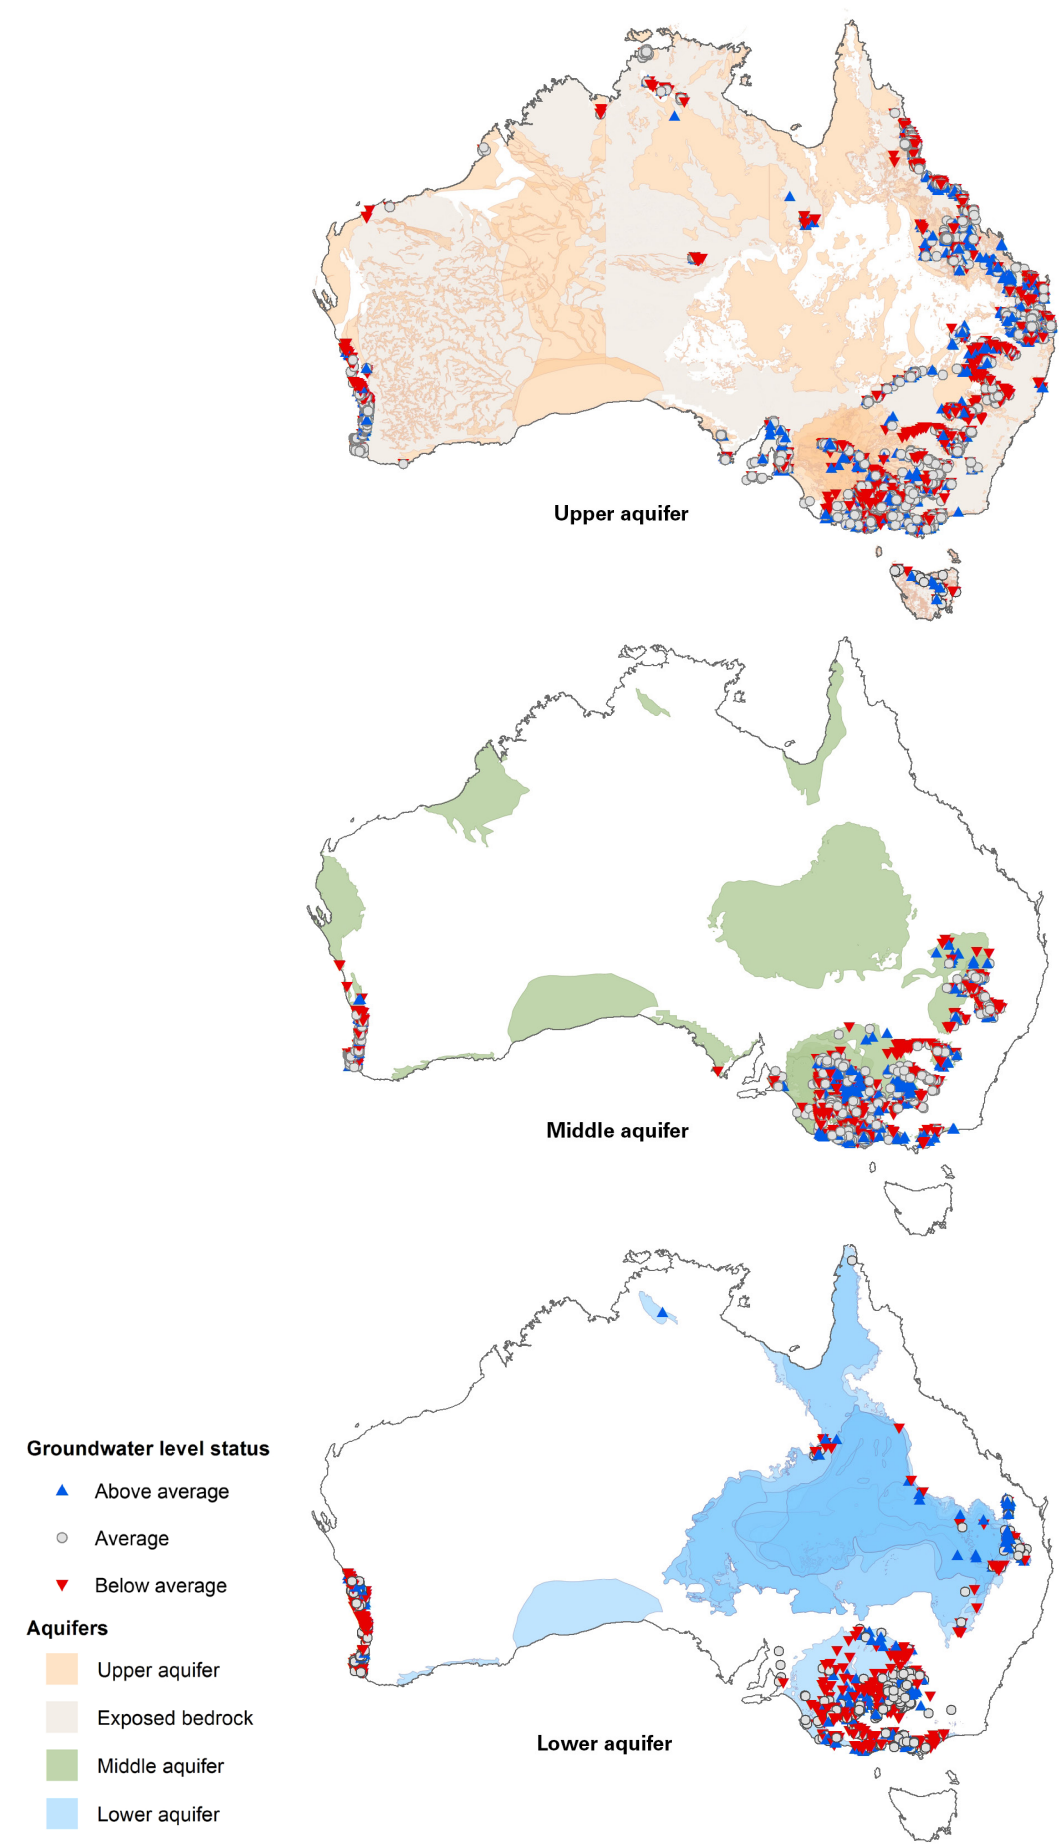 Upper aquifer
Middle aquifer
Lower aquifer
Groundwater level status
Above average
Average
Below average
Aquifers
Upper aquifer
Exposed bedrock
Middle aquifer
Lower aquifer